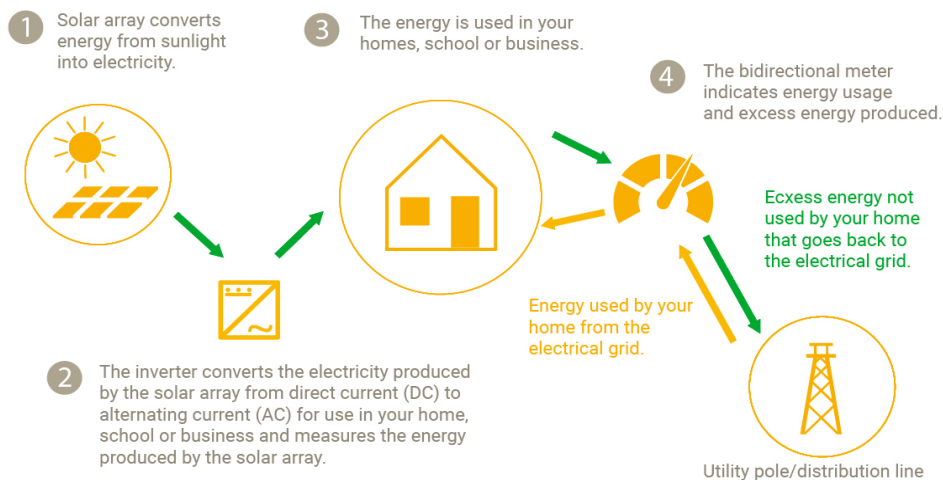 1
Solar array converts
energy from sunlight
into electricity.
3
The energy is used in your
homes, school or business.
4
The bidirectional meter
indicates energy usage
and excess energy produced.
Ecxess energy not
used by your home
that goes back to
the electrical grid.
Energy used by your
home from the
electrical grid.
2
The inverter converts the electricity produced
by the solar array from direct current (DC) to
alternating current (AC) for use in your home,
school or business and measures the energy
produced by the solar array.
Utility pole/distribution line